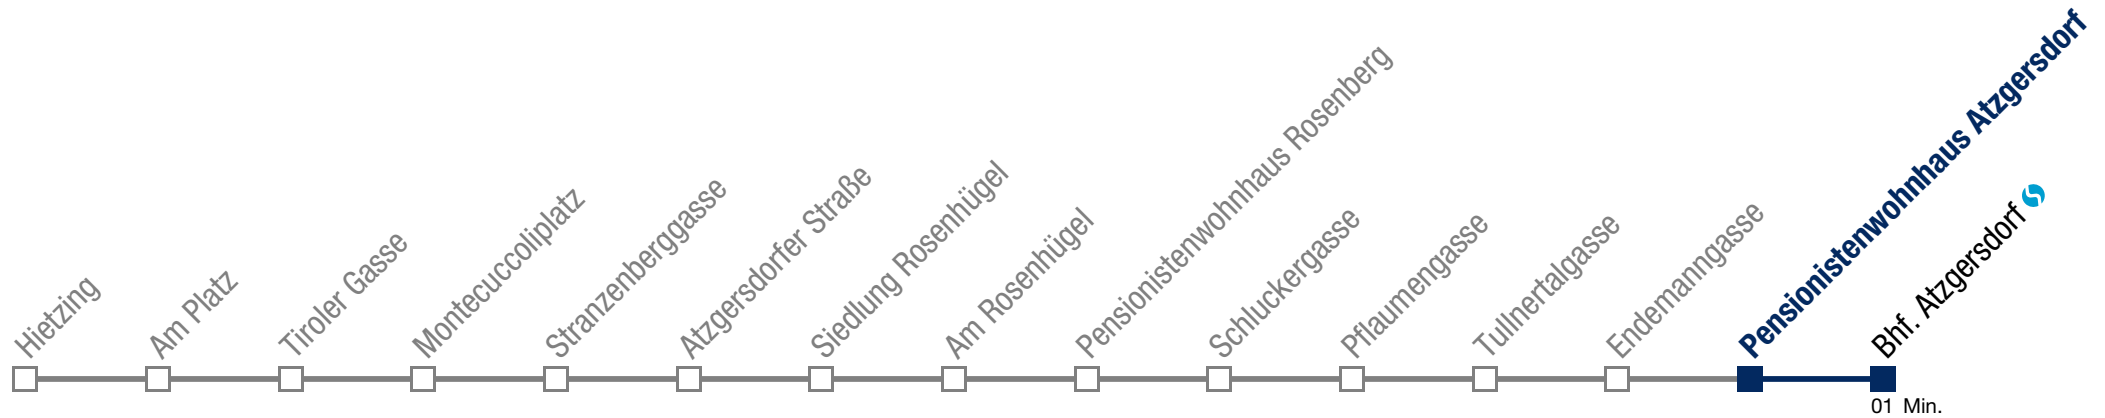 Hietzing
Am Platz
Tiroler Gasse
Montecuccoliplatz
Stranzenberggasse
Atzgersdorfer Straße
Siedlung Rosenhügel
Am Rosenhügel
Pensionistenwohnhaus Rosenberg
Schluckergasse
Pflaumengasse
Tullnertalgasse
Endemanngasse
Pensionistenwohnhaus Atzgersdorf
Bhf. Atzgersdorf
01 Min.